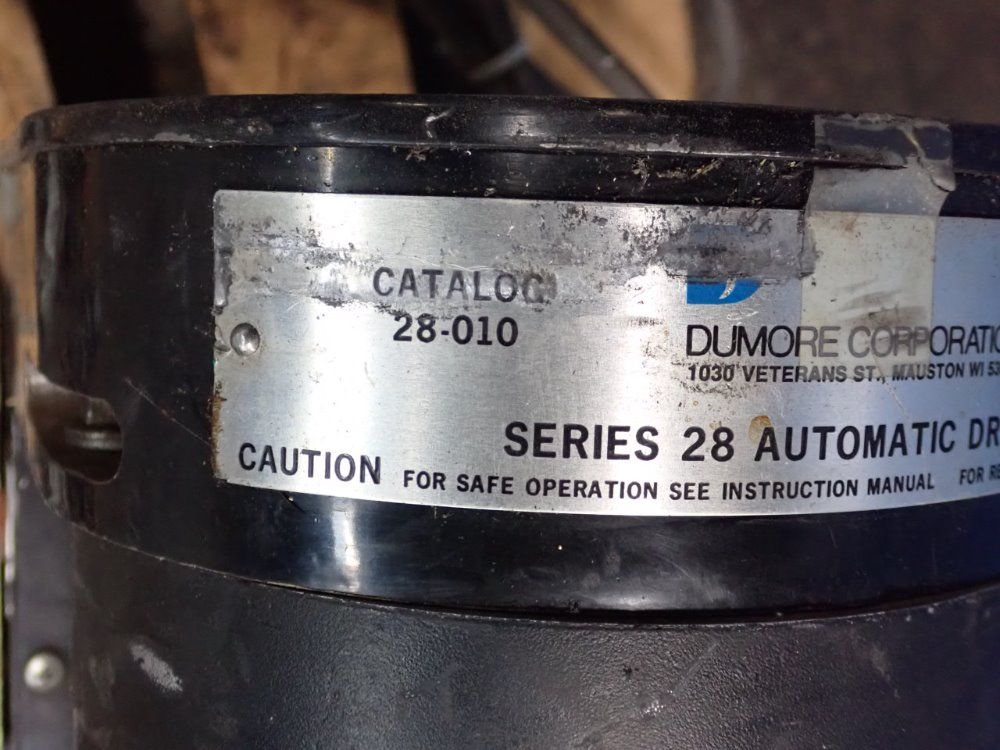 CATALOG
28-010
DUMORE CORPORATIO
1030 VETERANS ST., MAUSTON WI 53
SERIES 28 AUTOMATIC DR
CAUTION FOR SAFE OPERATION SEE INSTRUCTION MANUAL FOR